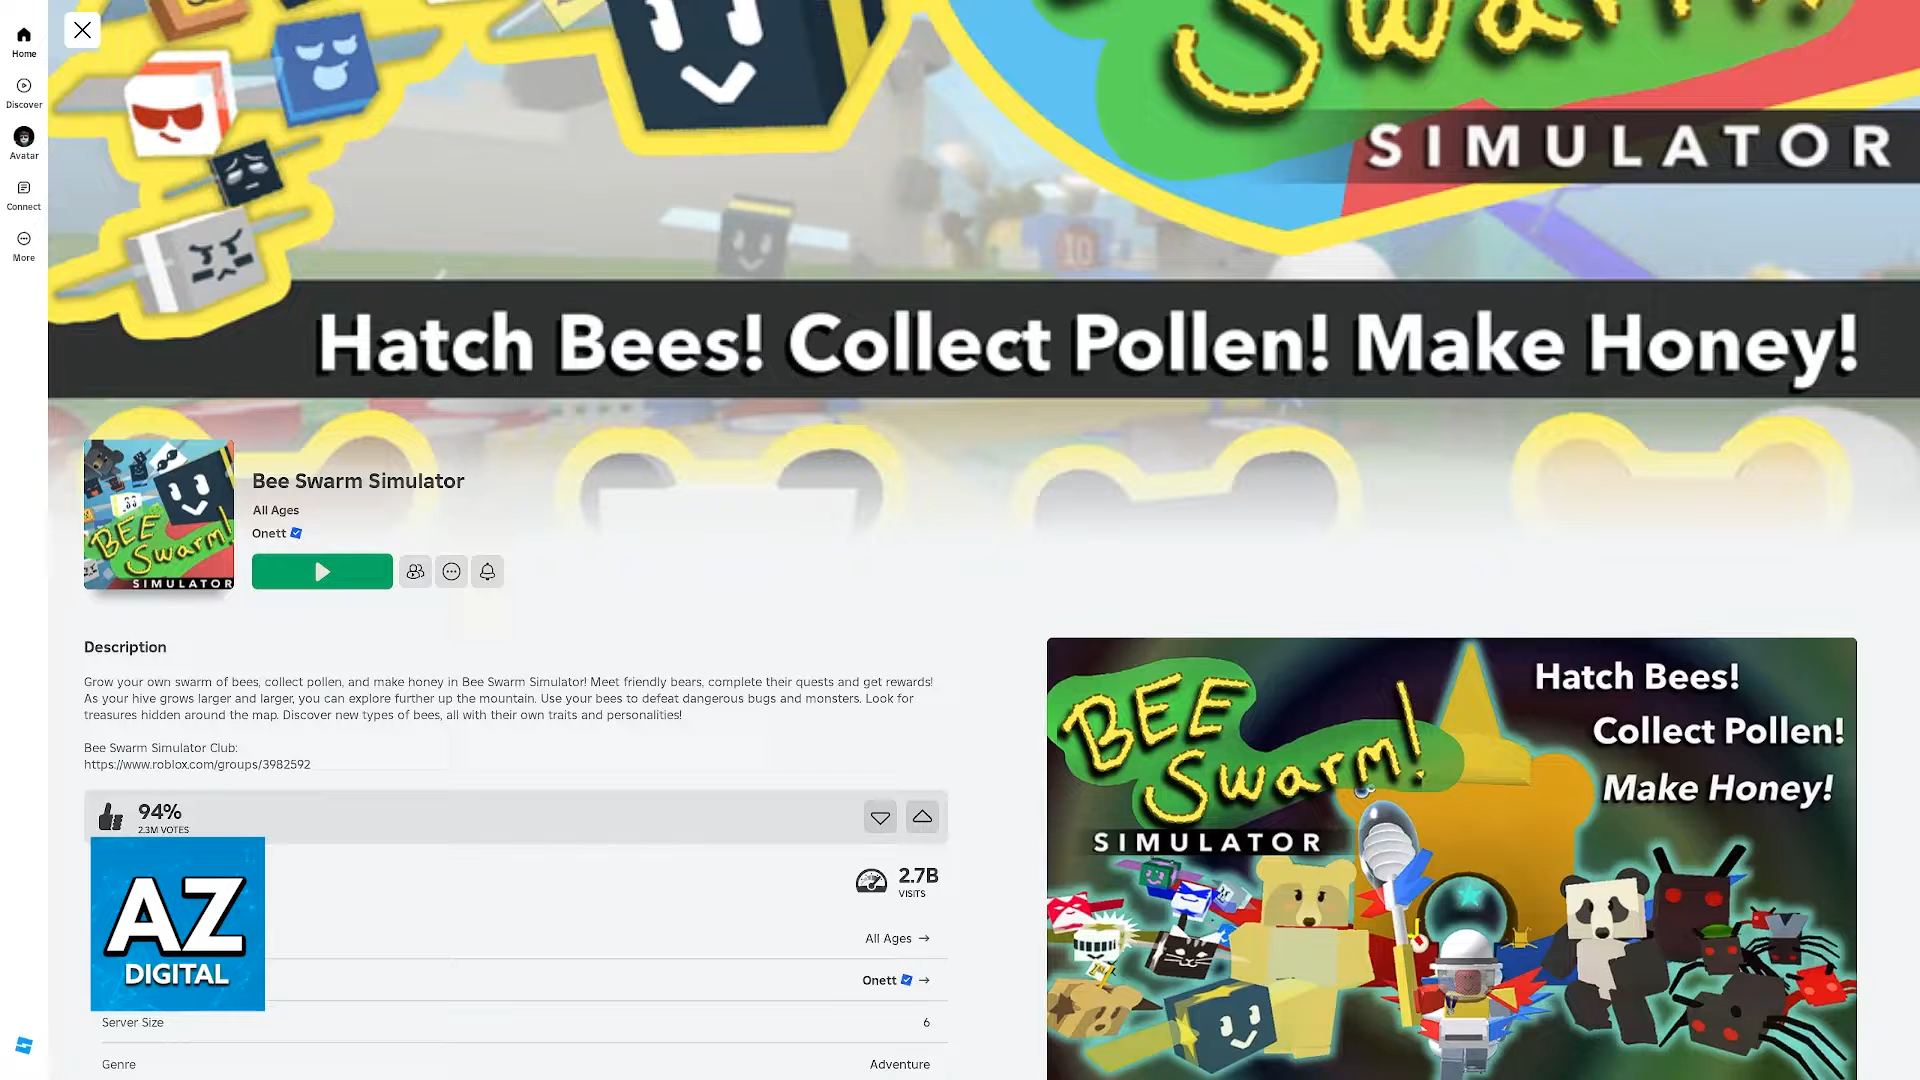 Home
Discover
Avatar
Connect
More
Swarm!
SIMULATOR
10
Hatch Bees! Collect Pollen! Make Honey!
BEE
Swarm!
SIMULATOR
Bee Swarm Simulator
All Ages
Onett
Description
Grow your own swarm of bees, collect pollen, and make honey in Bee Swarm Simulator! Meet friendly bears, complete their quests and get rewards!
As your hive grows larger and larger, you can explore further up the mountain. Use your bees to defeat dangerous bugs and monsters. Look for
treasures hidden around the map. Discover new types of bees, all with their own traits and personalities!
Bee Swarm Simulator Club:
https://www.roblox.com/groups/3982592
94%
2.3M VOTES
2.7B
VISITS
All Ages →
Onett →
Server Size 6
Genre Adventure
AZ
DIGITAL
BEE
Swarm!
SIMULATOR
Hatch Bees!
Collect Pollen!
Make Honey!
1st